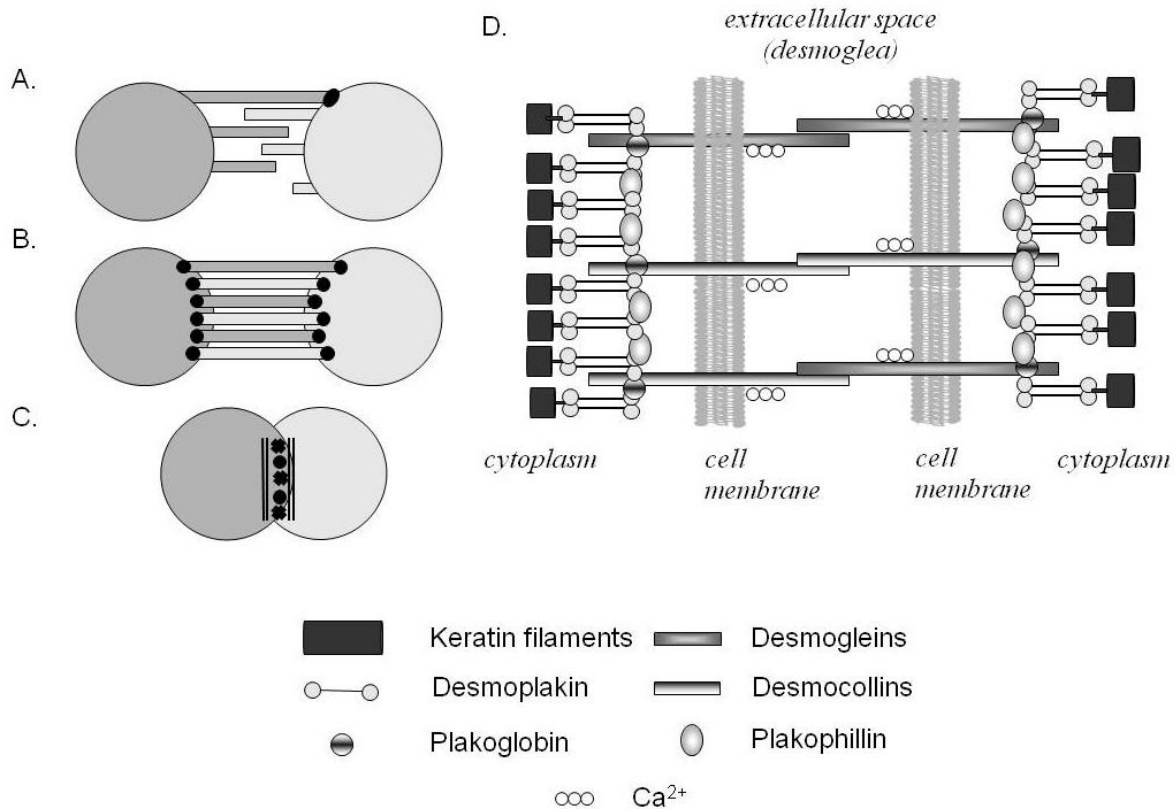 A.
B.
C.
D.
extracellular space
(desmoglea)
cytoplasm
cell
membrane
cell
membrane
cytoplasm
Keratin filaments
Desmogleins
Desmoplakin
Desmocollins
Plakoglobin
Plakophillin
Ca²⁺